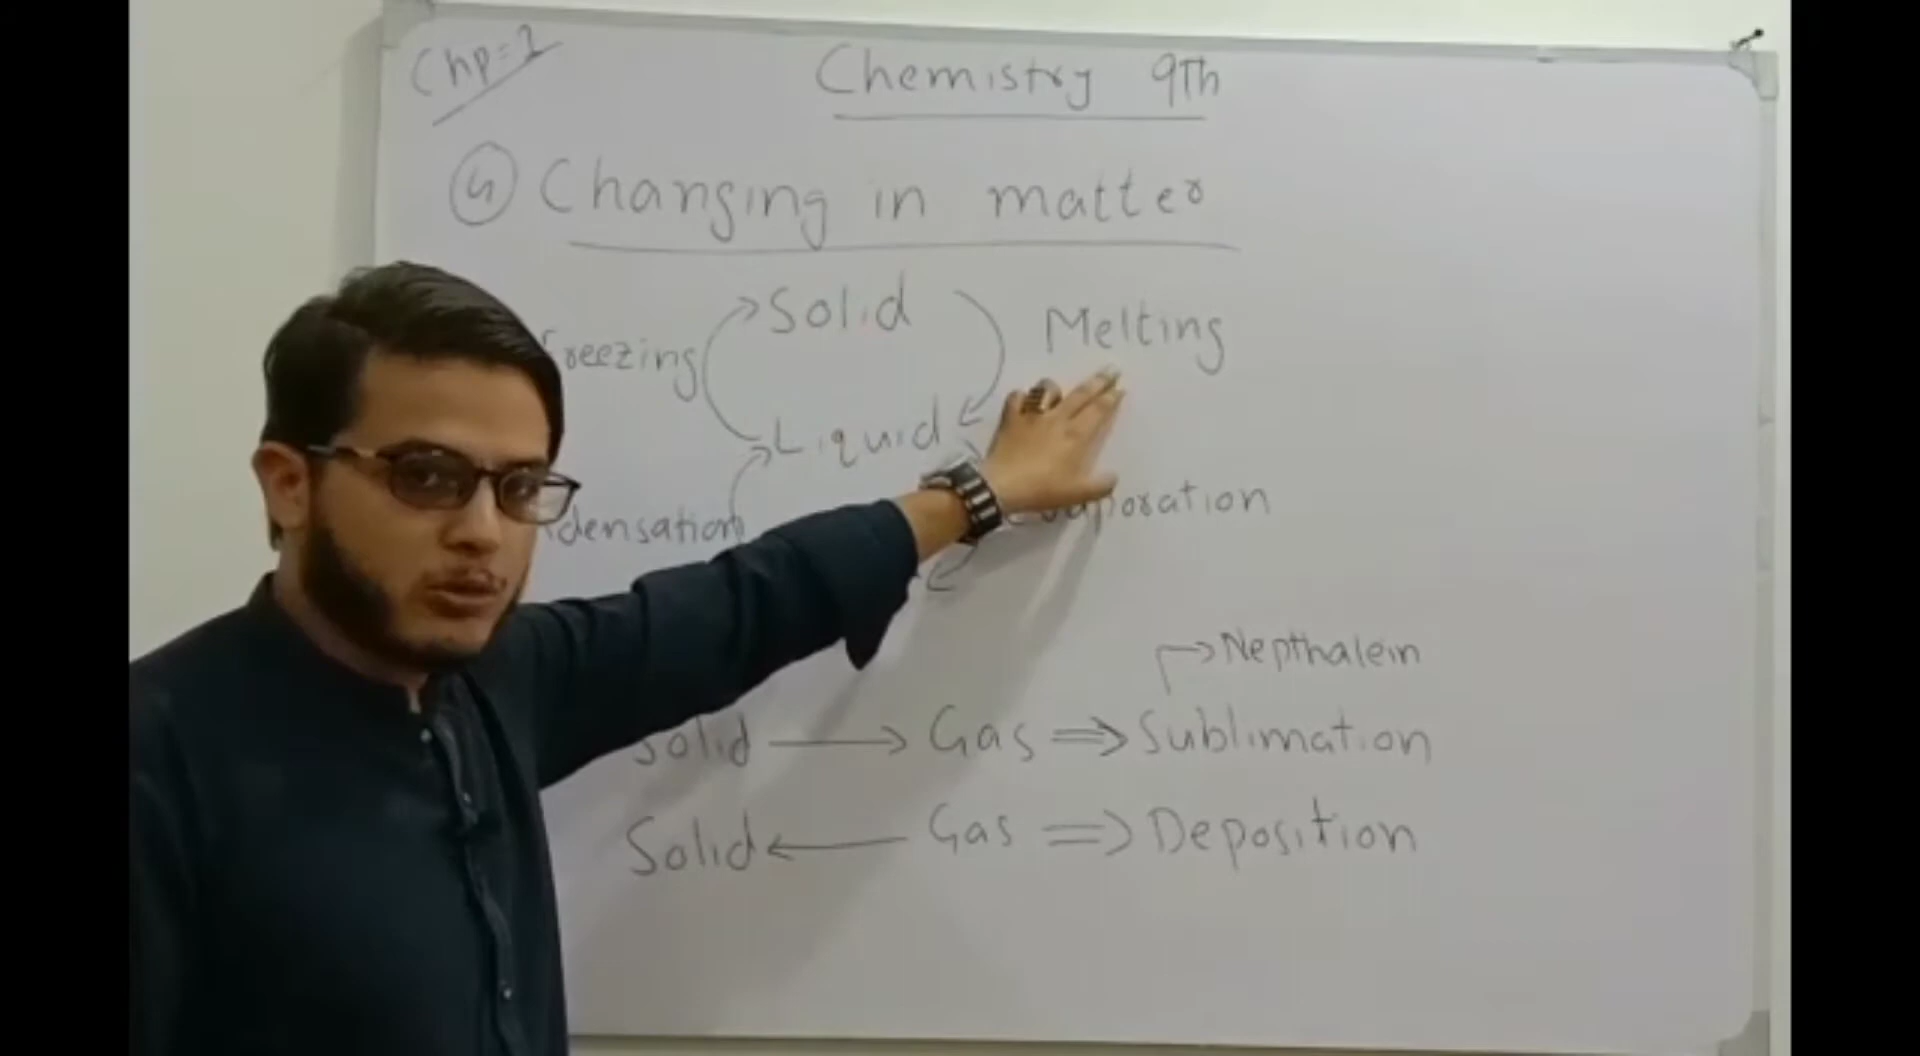 Chp=1
Chemistry 9Th
④ Changing in matter
Solid
Freezing
Melting
Liquid
densation
poration
Nepthalein
Solid → Gas ⇒ Sublimation
Solid ← Gas ⇒ Deposition